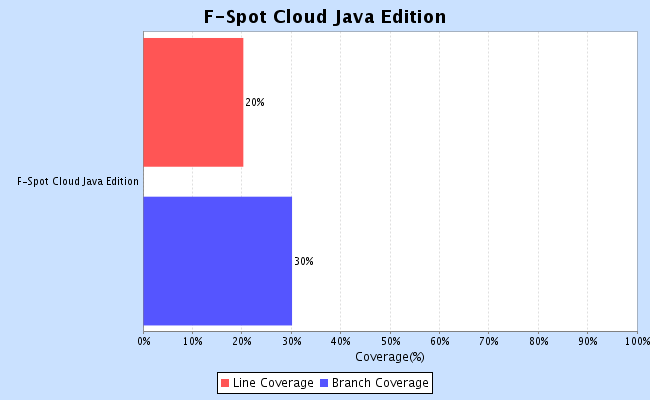 F-Spot Cloud Java Edition
20%
F-Spot Cloud Java Edition
30%
0% 10% 20% 30% 40% 50% 60% 70% 80% 90% 100%
Coverage(%)
Line Coverage Branch Coverage